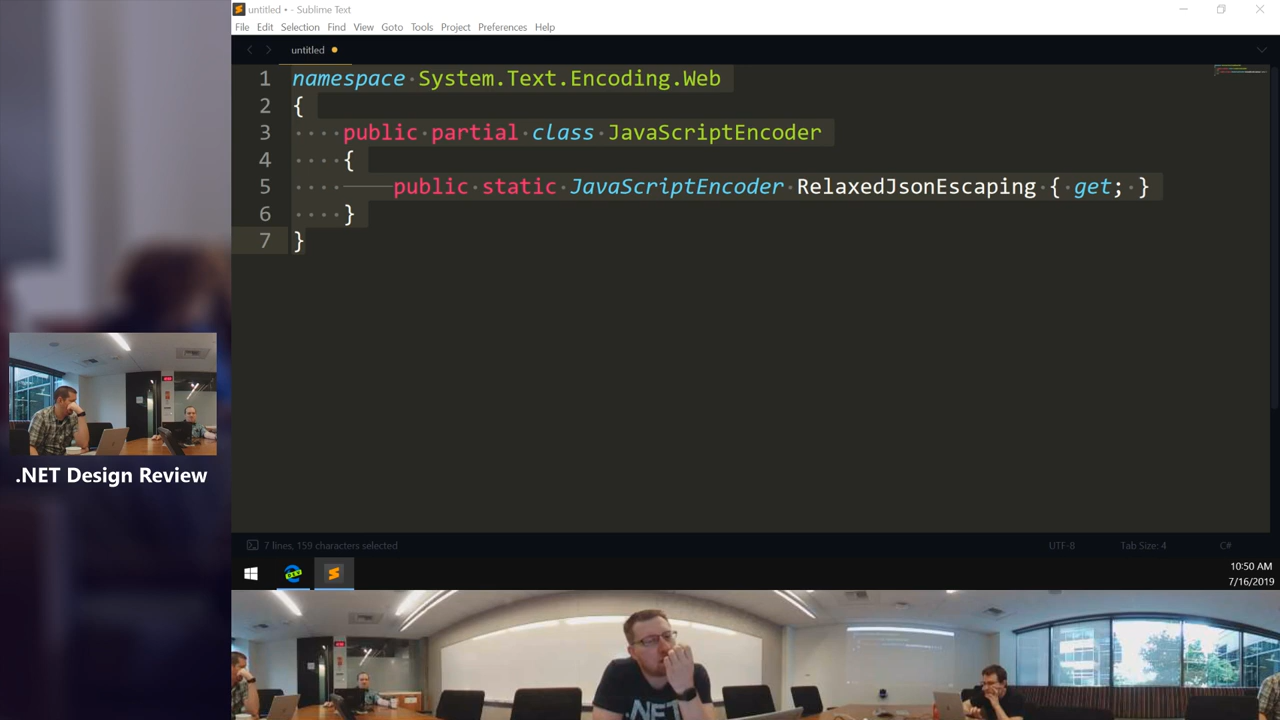 untitled • - Sublime Text
File Edit Selection Find View Goto Tools Project Preferences Help
untitled
1 namespace System.Text.Encoding.Web
2 {
3 public partial class JavaScriptEncoder
4 {
5 public static JavaScriptEncoder RelaxedJsonEscaping { get; }
6 }
7 }
.NET Design Review
7 lines, 159 characters selected UTF-8 Tab Size: 4 C#
DEV
10:50 AM
7/16/2019
.NET